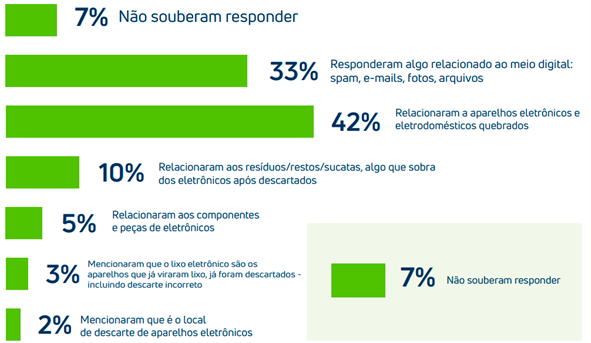 7% Não souberam responder
33% Responderam algo relacionado ao meio digital:
spam, e-mails, fotos, arquivos
42% Relacionaram a aparelhos eletrônicos e
eletrodomésticos quebrados
10% Relacionaram aos resíduos/restos/sucatas, algo que sobra
dos eletrônicos após descartados
5% Relacionaram aos componentes
e peças de eletrônicos
3% Mencionaram que o lixo eletrônico são os
aparelhos que já viraram lixo, já foram descartados -
incluindo descarte incorreto
2% Mencionaram que é o local
de descarte de aparelhos eletrônicos
7% Não souberam responder